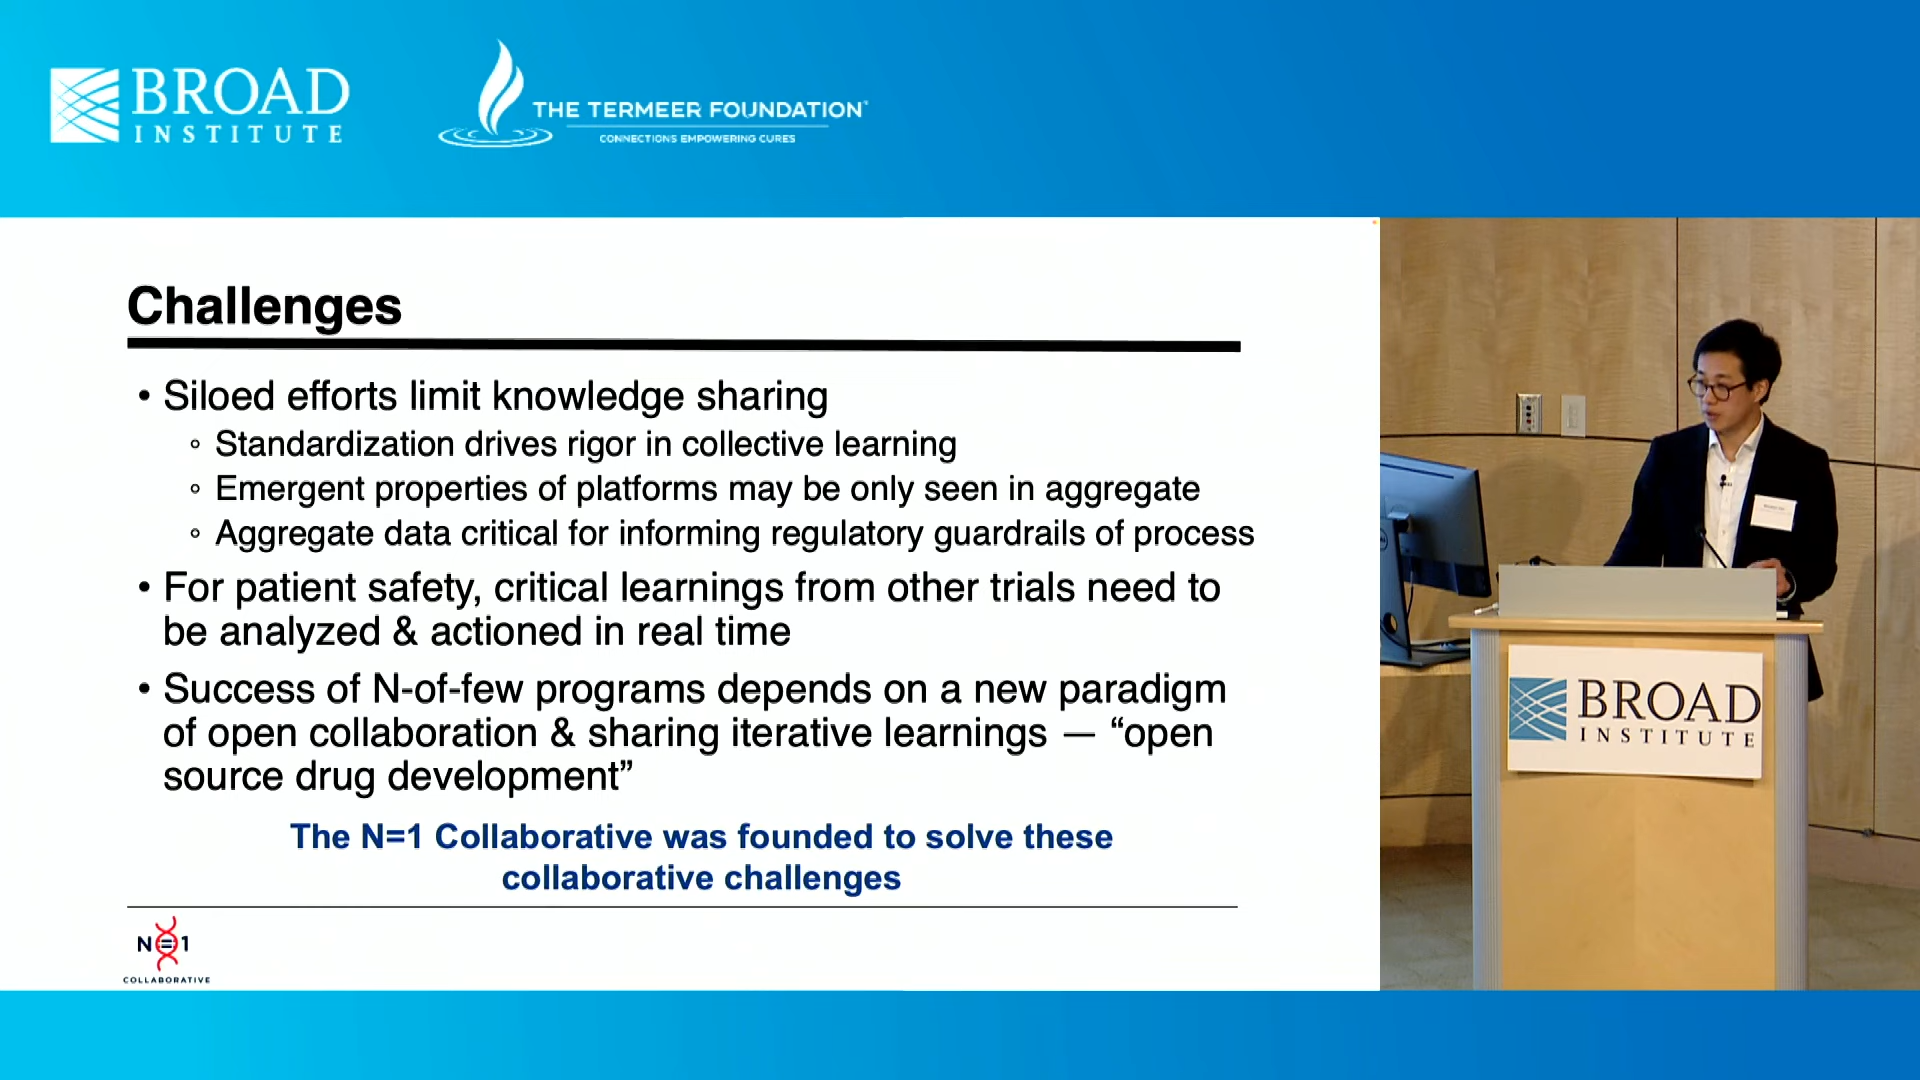 BROAD
INSTITUTE
THE TERMEER FOUNDATION
CONNECTIONS EMPOWERING CURES
Challenges
• Siloed efforts limit knowledge sharing
◦ Standardization drives rigor in collective learning
◦ Emergent properties of platforms may be only seen in aggregate
◦ Aggregate data critical for informing regulatory guardrails of process
• For patient safety, critical learnings from other trials need to
be analyzed & actioned in real time
• Success of N-of-few programs depends on a new paradigm
of open collaboration & sharing iterative learnings — “open
source drug development”
The N=1 Collaborative was founded to solve these
collaborative challenges
N=1
COLLABORATIVE
BROAD
INSTITUTE